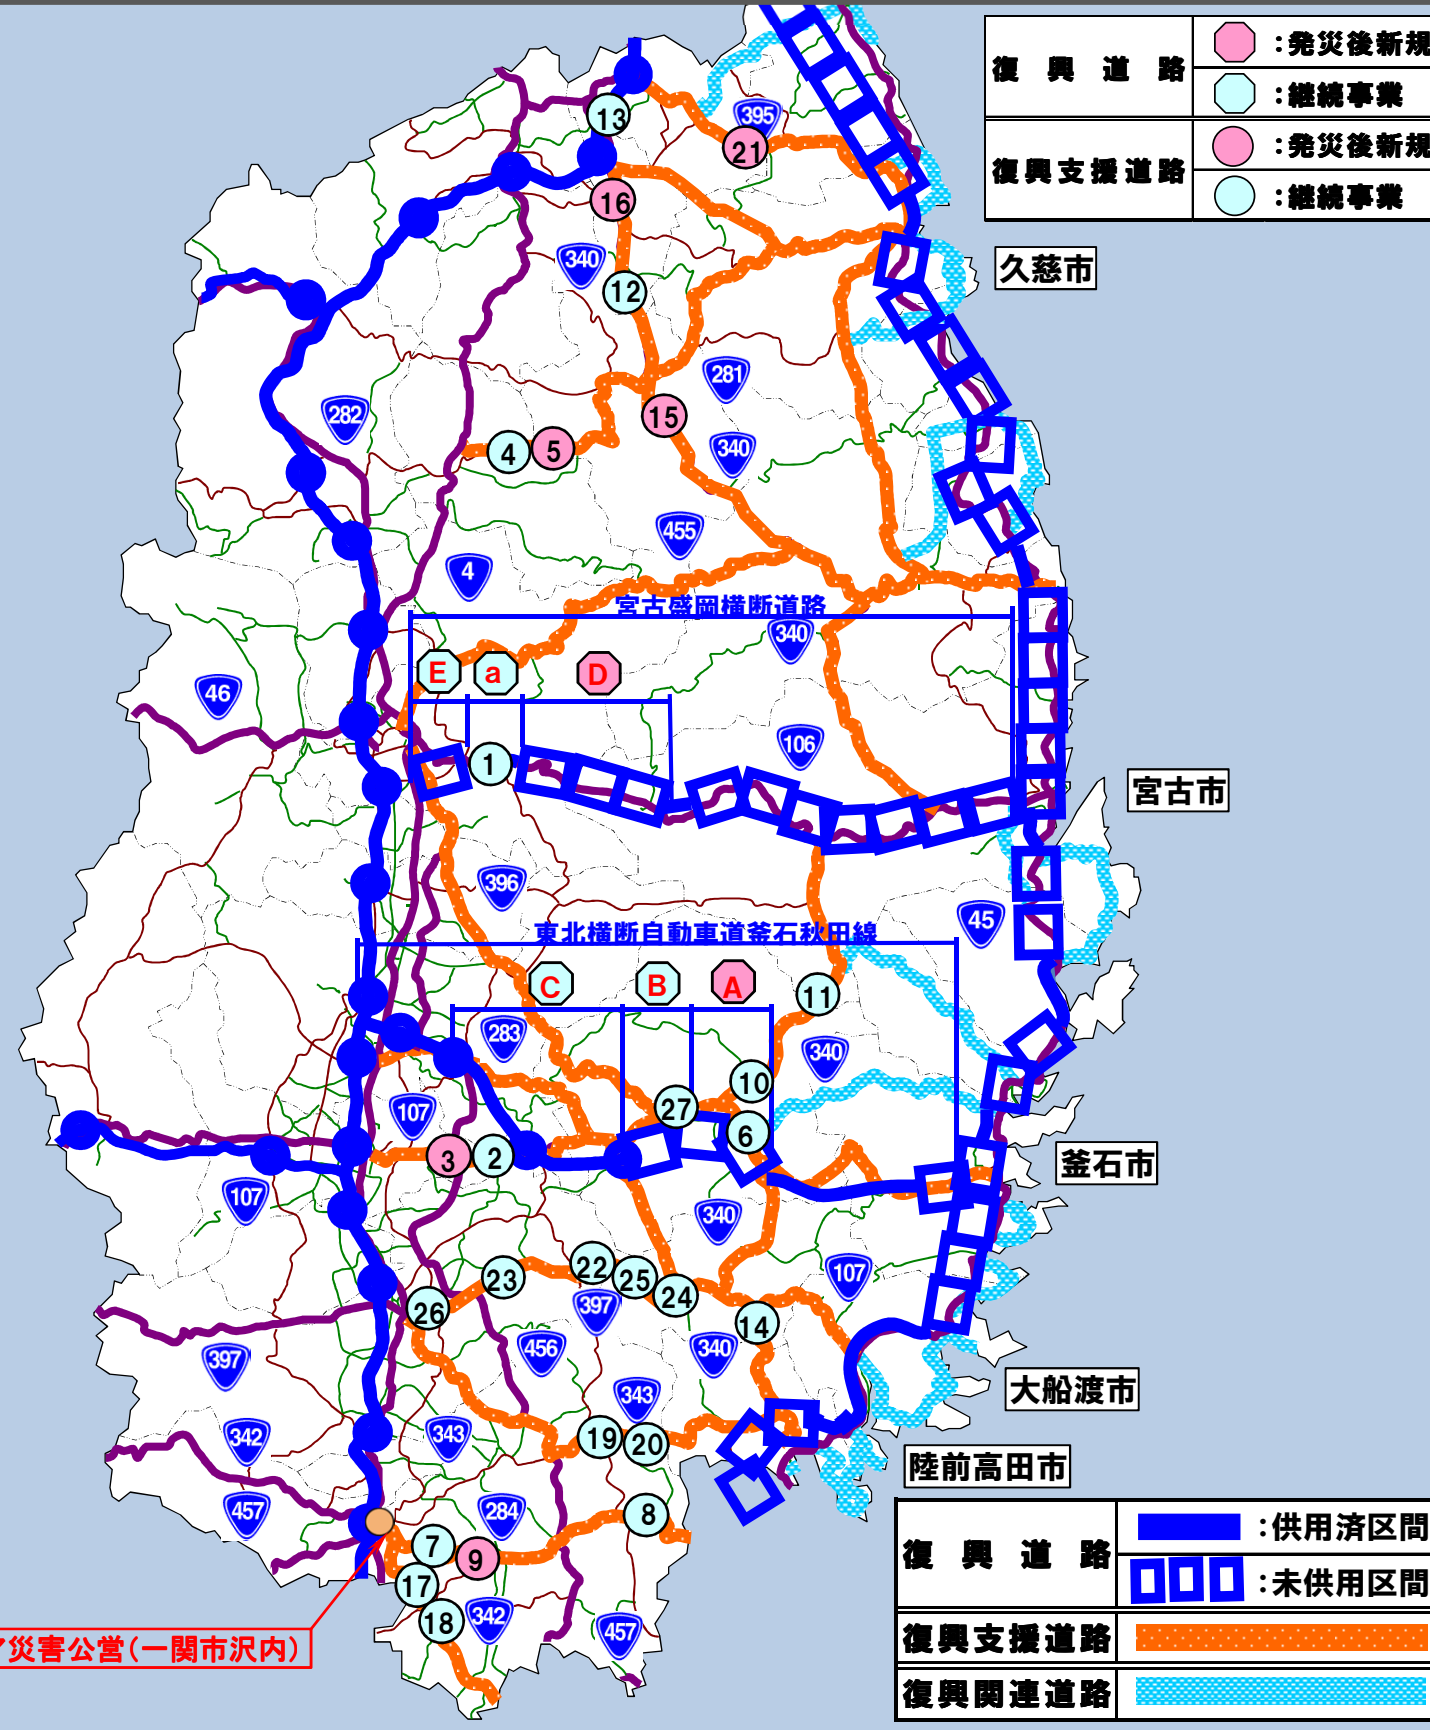 復興道路
:発災後新規
:継続事業
復興支援道路
:発災後新規
:継続事業
13
395
21
16
340
12
久慈市
281
282
15
340
4
5
455
4
宮古盛岡横断道路
340
E
a
D
46
106
1
宮古市
396
45
東北横断自動車道釜石秋田線
C
B
A
11
283
340
10
27
107
6
3
2
釜石市
107
340
22
23
25
107
24
26
397
14
456
340
397
大船渡市
343
342
343
19
20
陸前高田市
457
284
8
7
9
17
18
342
457
災害公営(一関市沢内)
復興道路
:供用済区間
:未供用区間
復興支援道路
復興関連道路